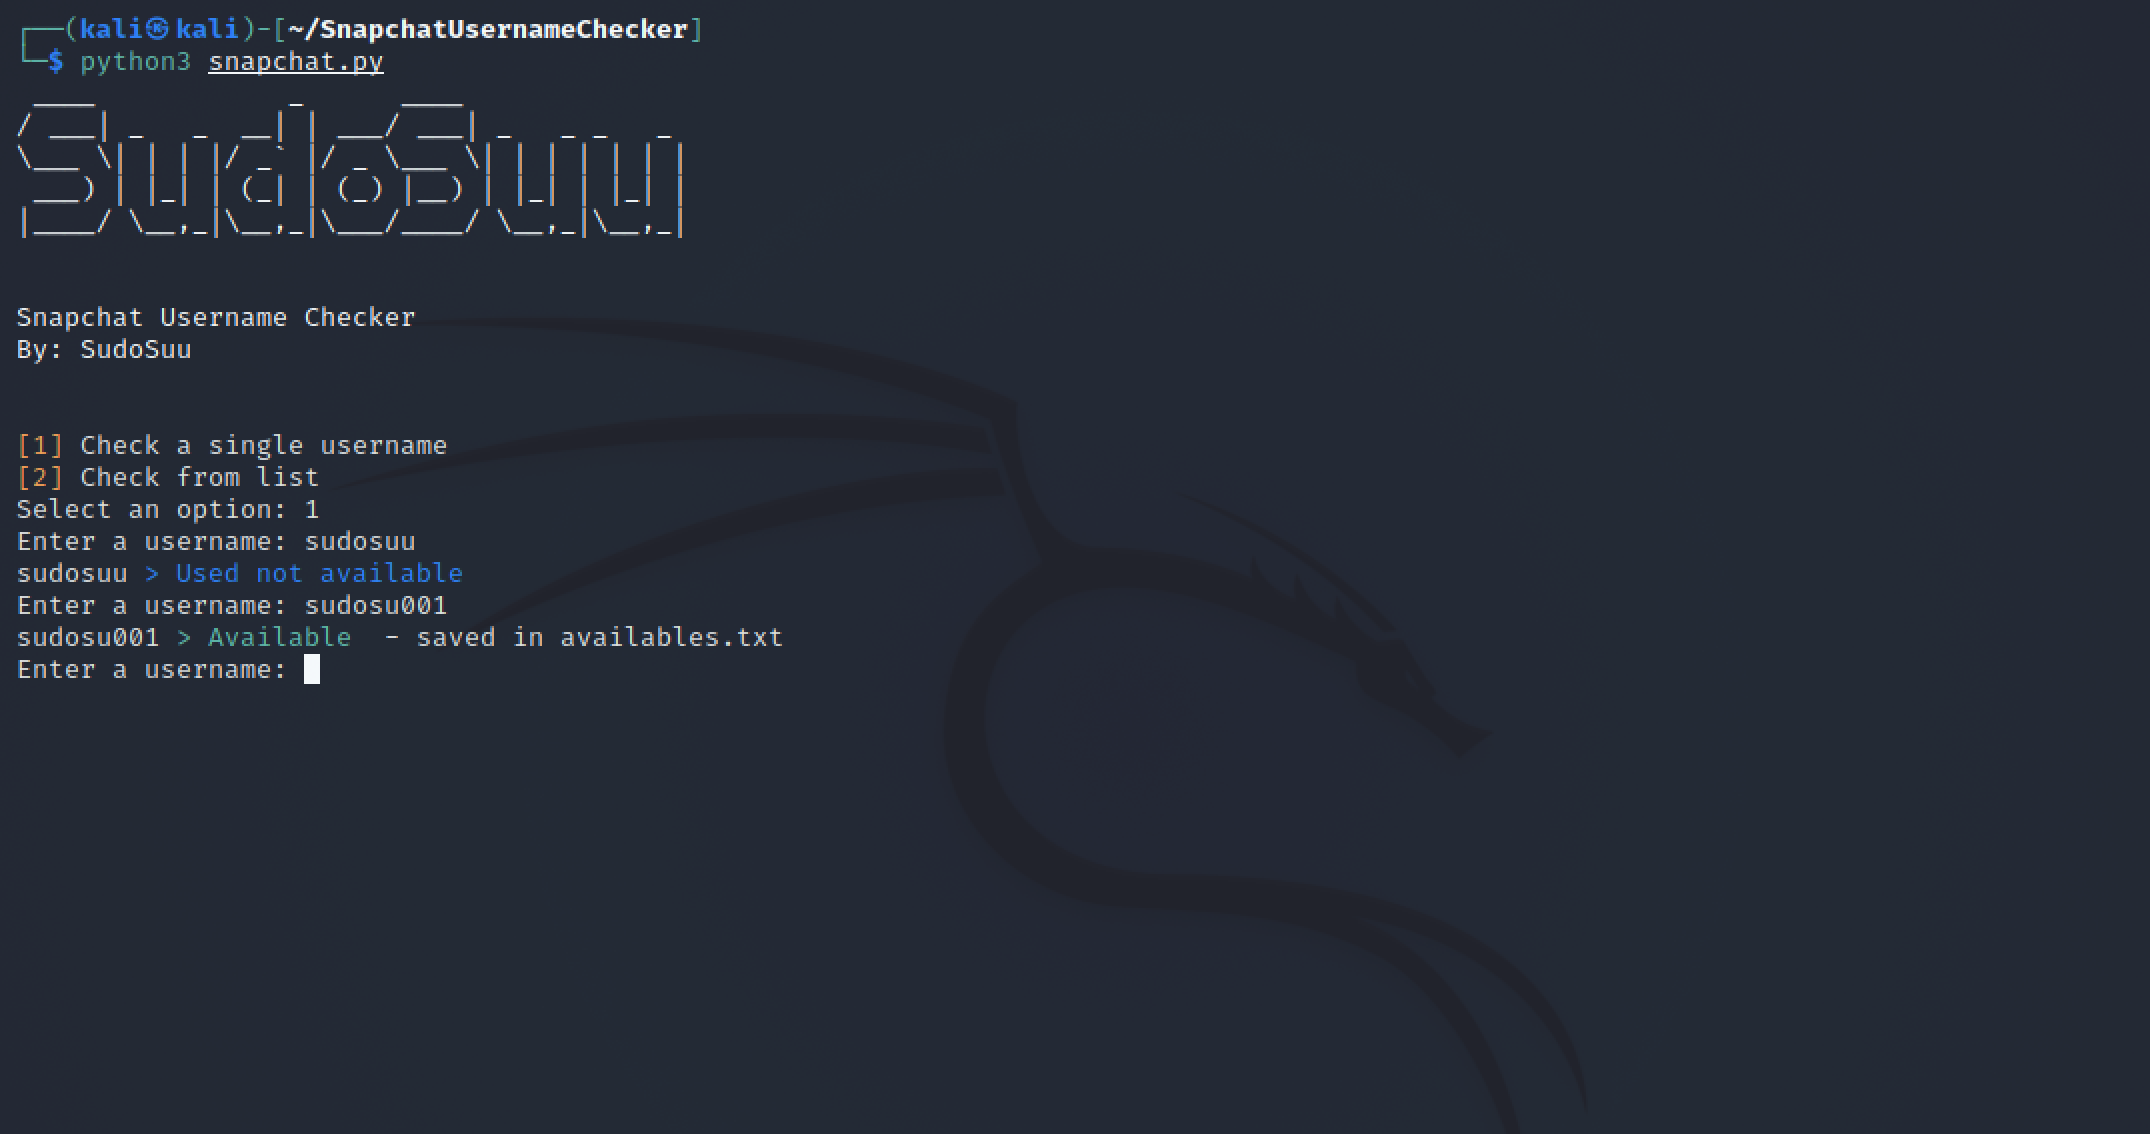 ┌──(kali㉿kali)-[~/SnapchatUsernameChecker]
└─$ python3 snapchat.py
SudoSuu
Snapchat Username Checker
By: SudoSuu
[1] Check a single username
[2] Check from list
Select an option: 1
Enter a username: sudosuu
sudosuu > Used not available
Enter a username: sudosu001
sudosu001 > Available  - saved in availables.txt
Enter a username: